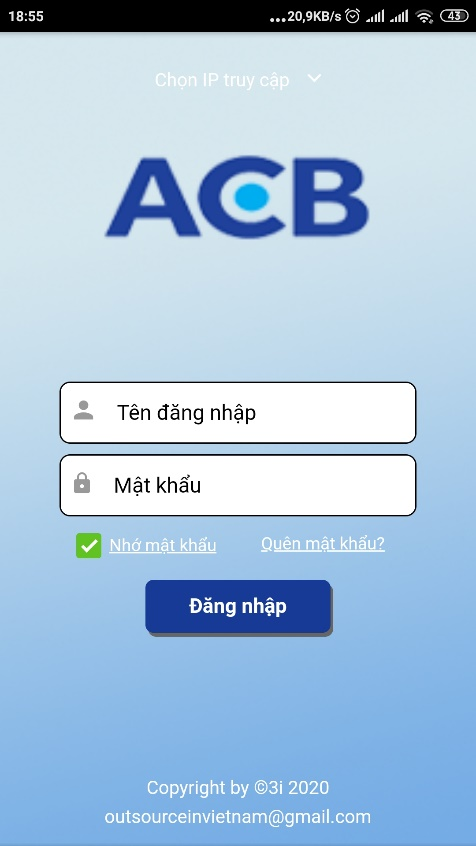 18:55
...20,9KB/s 43
Chọn IP truy cập
ACB
Tên đăng nhập
Mật khẩu
Nhớ mật khẩu Quên mật khẩu?
Đăng nhập
Copyright by ©3i 2020
outsourceinvietnam@gmail.com